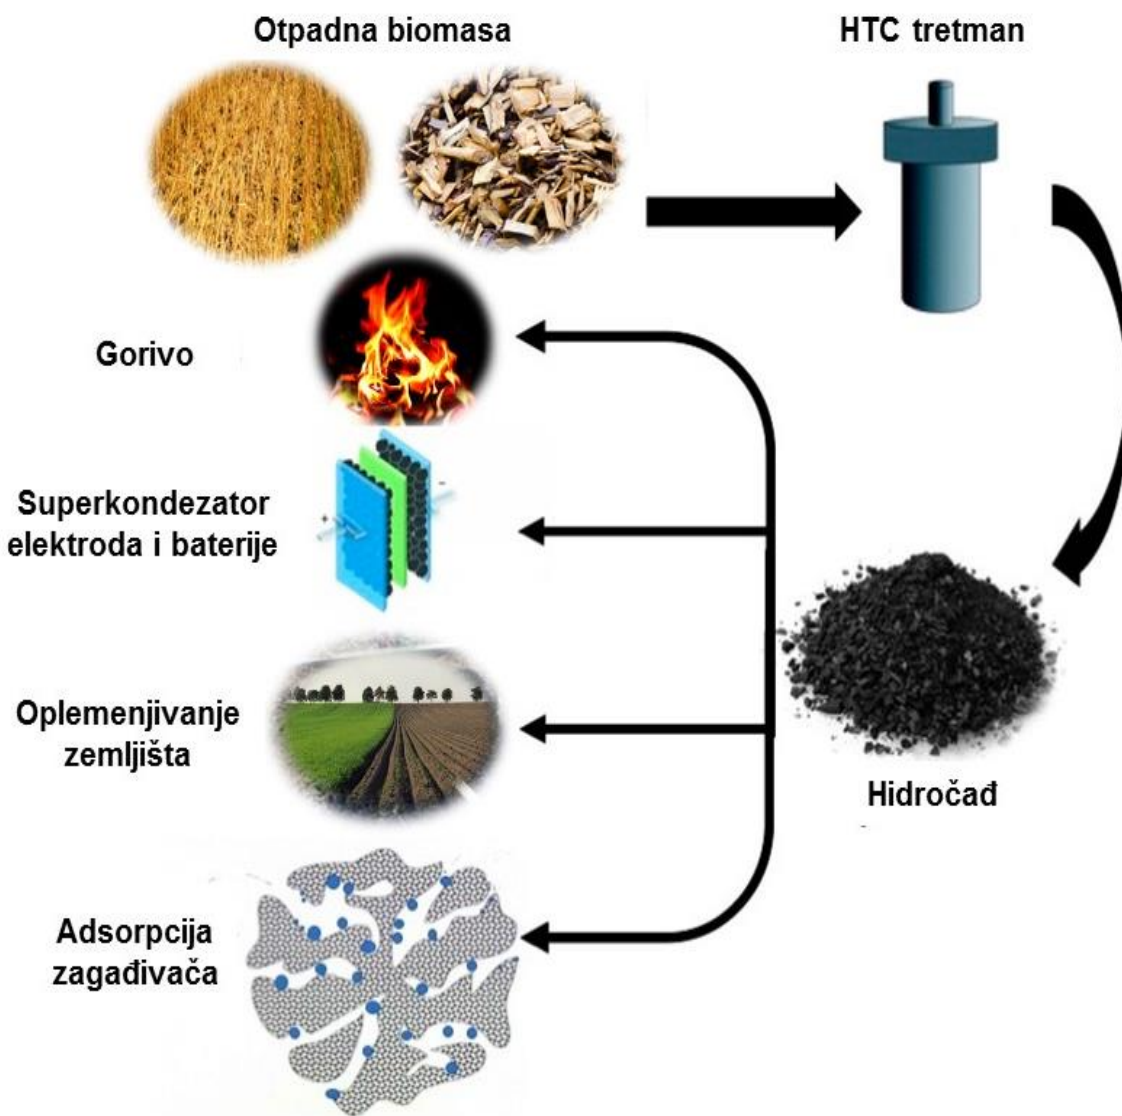 Otpadna biomasa
HTC tretman
Gorivo
Superkondezator
elektroda i baterije
+
-
Oplemenjivanje
zemljišta
Hidročađ
Adsorpcija
zagađivača